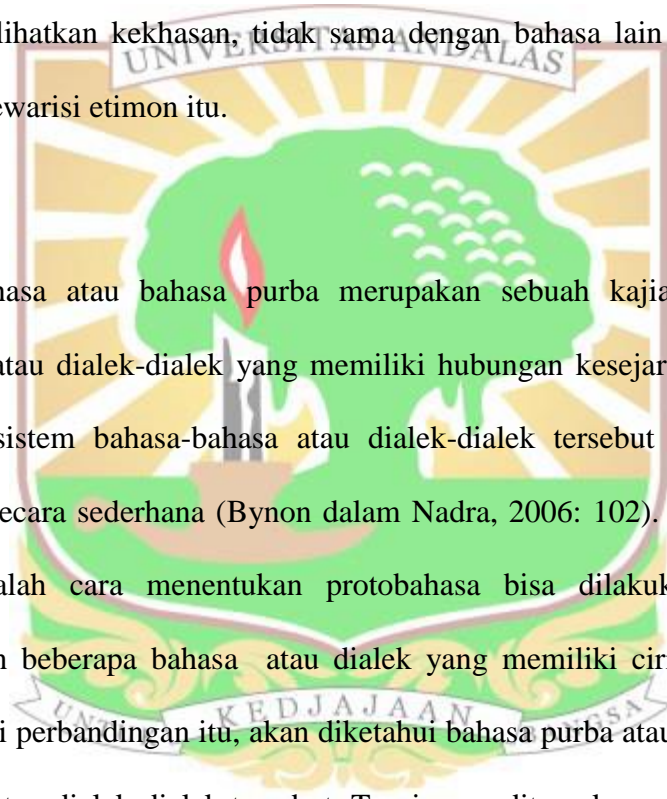 lihatkan kekhasan, tidak sama dengan bahasa lain
UNIVERSITAS ANDALAS
ewarisi etimon itu.
hasa atau bahasa purba merupakan sebuah kajia
atau dialek-dialek yang memiliki hubungan kesejar
sistem bahasa-bahasa atau dialek-dialek tersebut
ecara sederhana (Bynon dalam Nadra, 2006: 102).
alah cara menentukan protobahasa bisa dilakuk
n beberapa bahasa atau dialek yang memiliki ciri
UNTUK KEDJAJAAN BANGSA
i perbandingan itu, akan diketahui bahasa purba atau